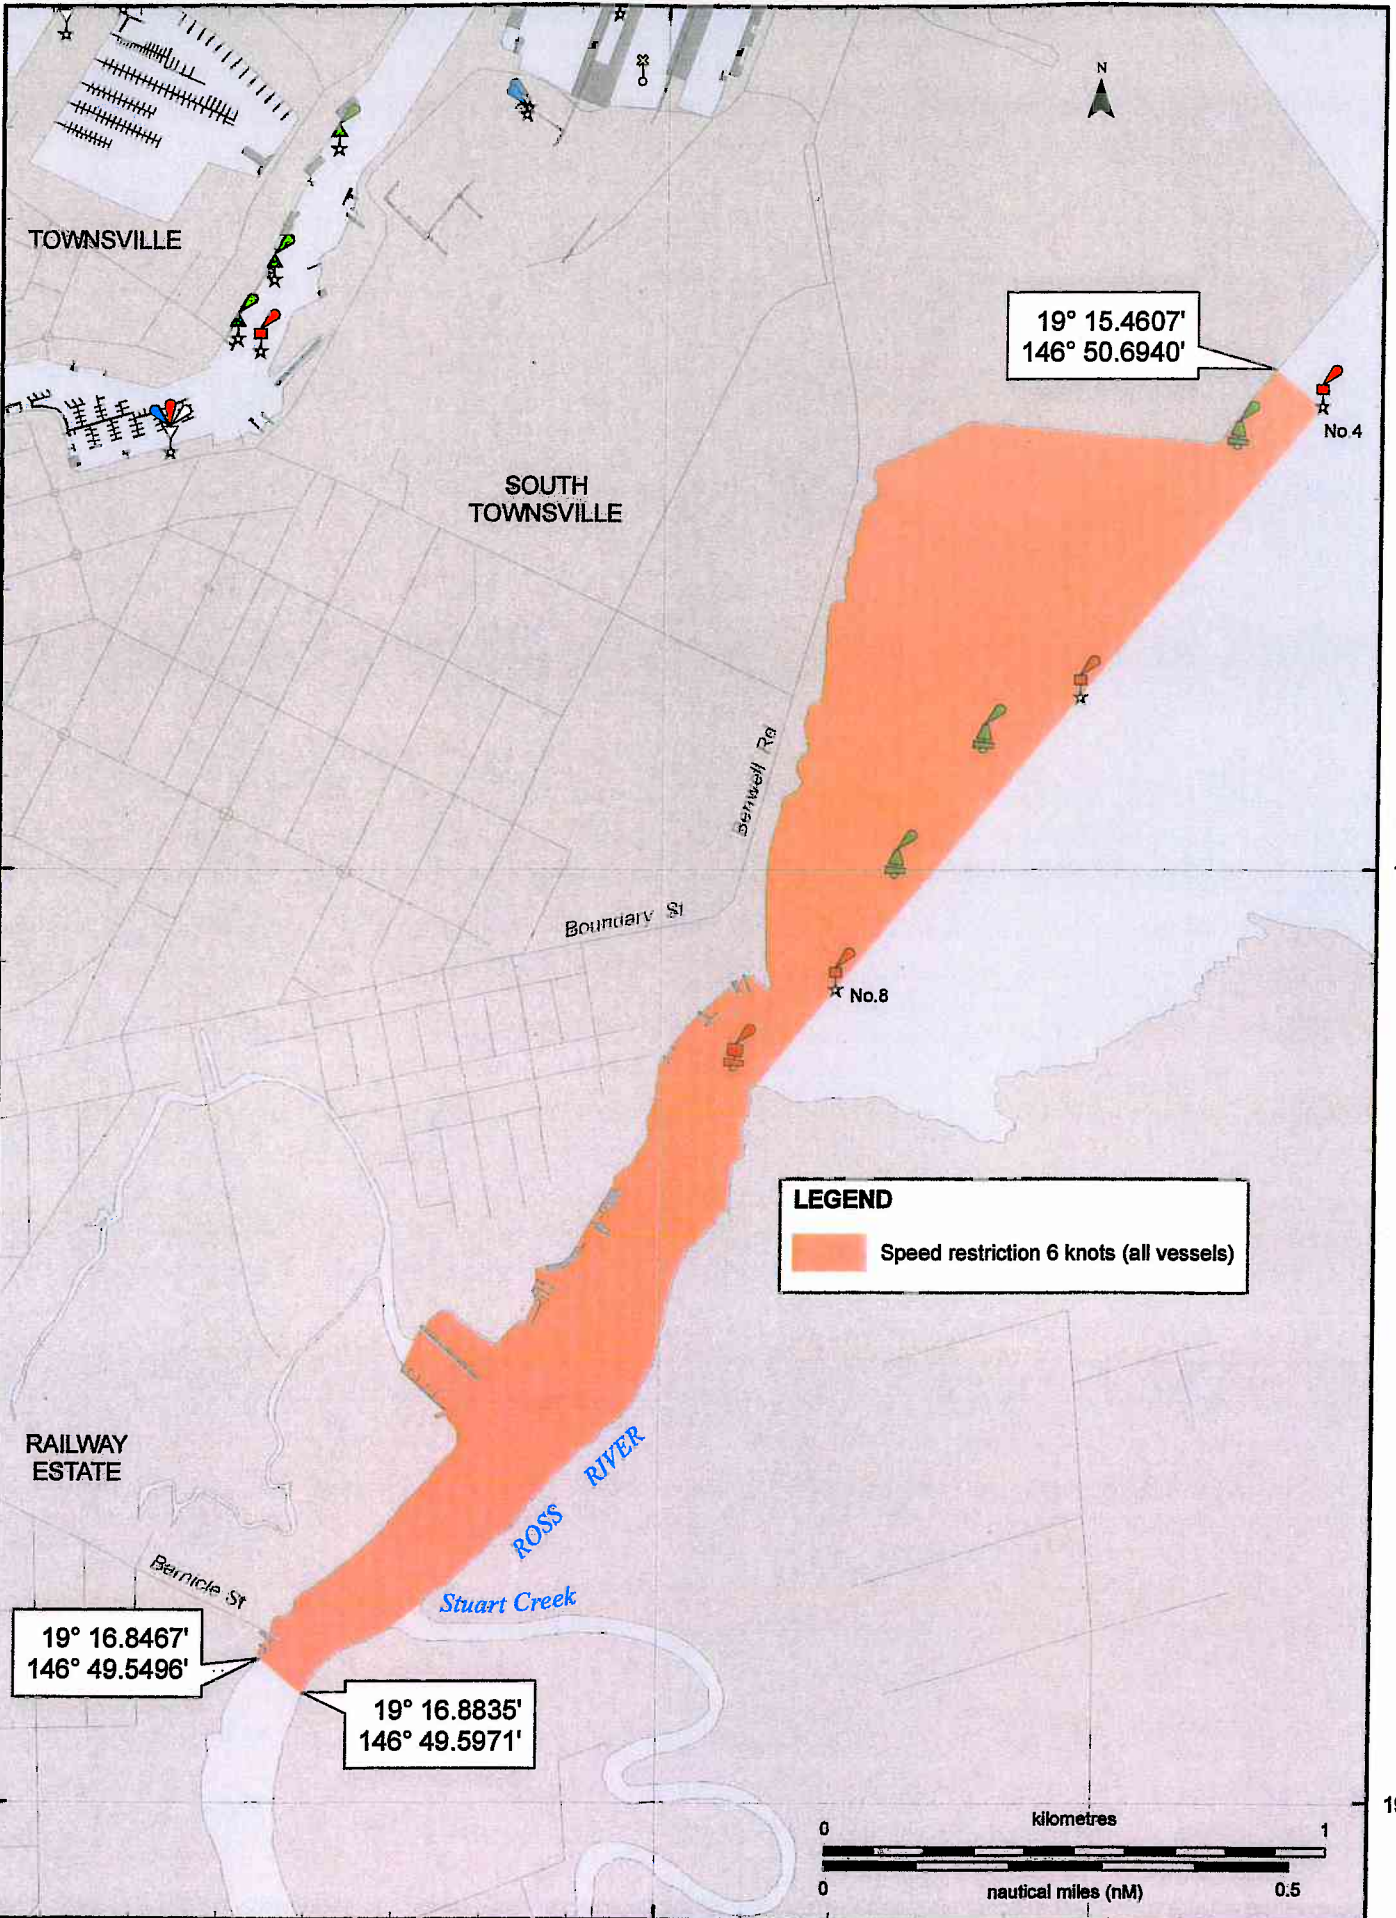 N
TOWNSVILLE
19° 15.4607'
146° 50.6940'
No.4
SOUTH
TOWNSVILLE
Benwell Rd
Boundary St
No.8
LEGEND
Speed restriction 6 knots (all vessels)
RAILWAY
ESTATE
ROSS RIVER
Stuart Creek
Barnicle St
19° 16.8467'
146° 49.5496'
19° 16.8835'
146° 49.5971'
kilometres
0 1
0 nautical miles (nM) 0.5